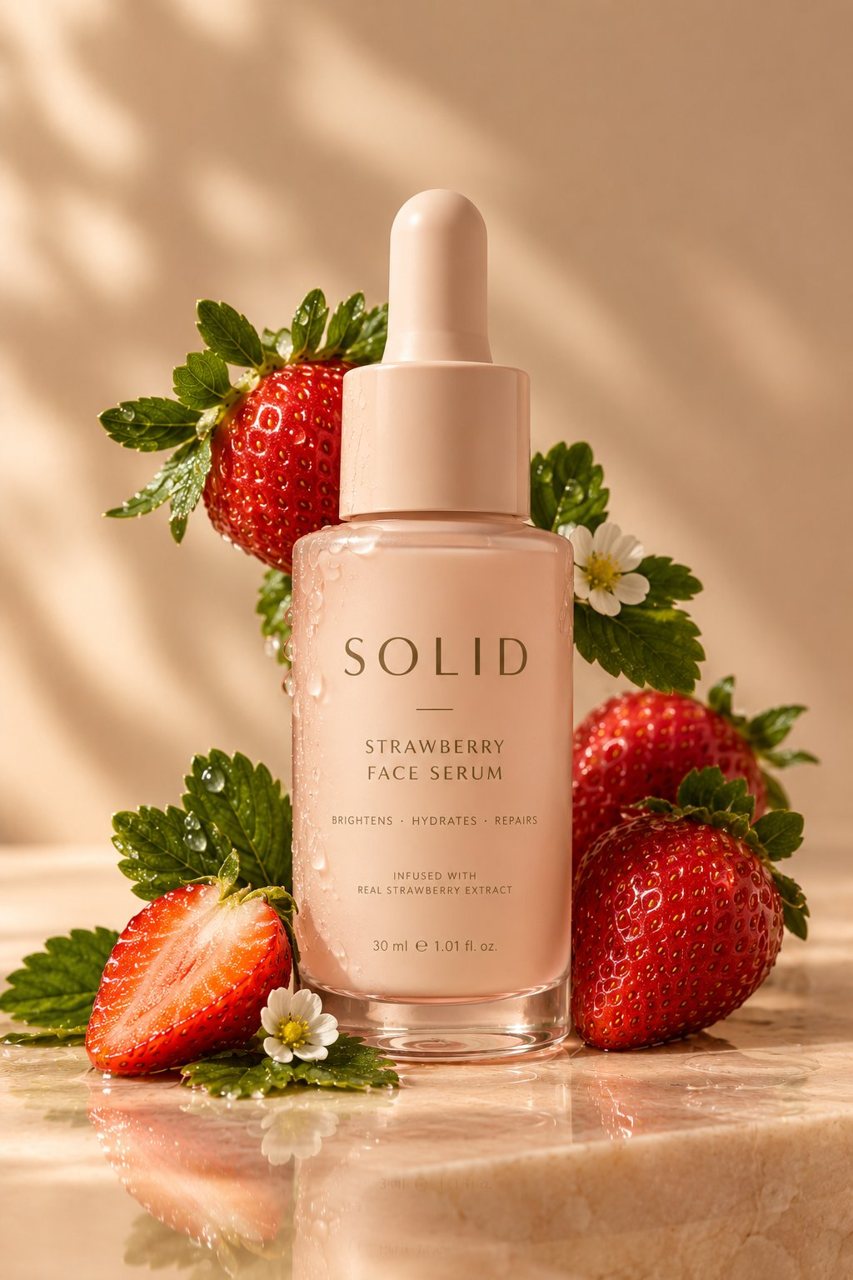 SOLID
STRAWBERRY
FACE SERUM
BRIGHTENS · HYDRATES · REPAIRS
INFUSED WITH
REAL STRAWBERRY EXTRACT
30 ml ℮ 1.01 fl. oz.